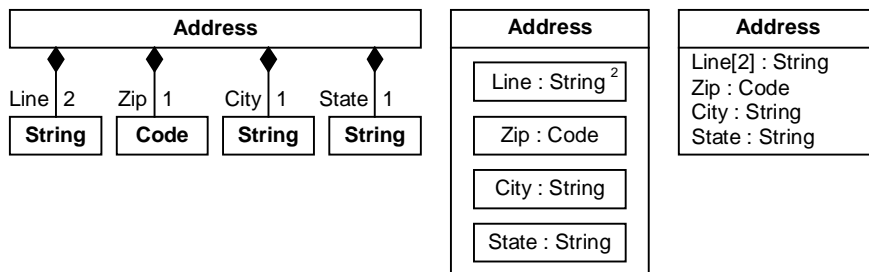 Address
Line 2 Zip 1 City 1 State 1
String Code String String
Address
Line : String 2
Zip : Code
City : String
State : String
Address
Line[2] : String
Zip : Code
City : String
State : String